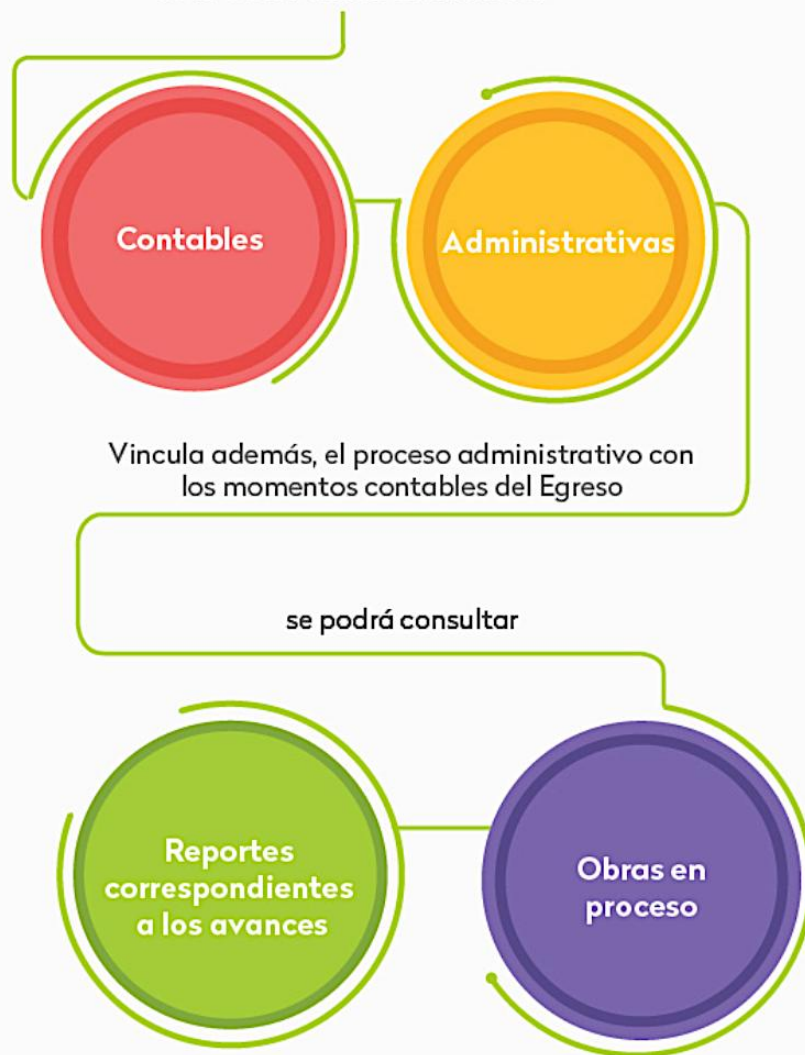 Contables
Administrativas
Vincula además, el proceso administrativo con
los momentos contables del Egreso
se podrá consultar
Reportes
correspondientes
a los avances
Obras en
proceso